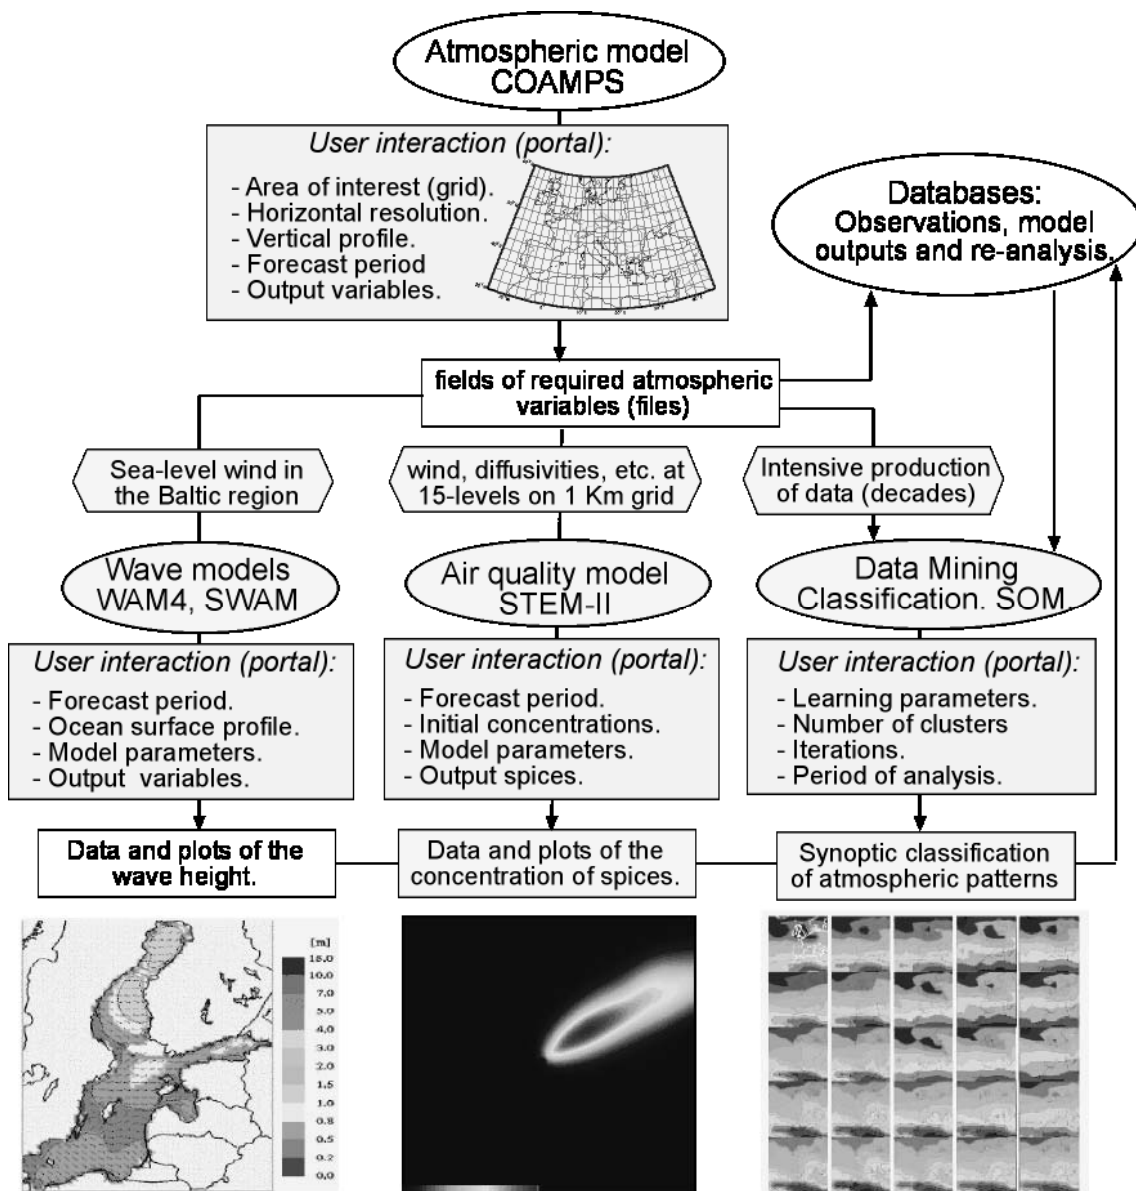 Atmospheric model
COAMPS
User interaction (portal):
- Area of interest (grid).
- Horizontal resolution.
- Vertical profile.
- Forecast period
- Output variables.
Databases:
Observations, model
outputs and re-analysis.
fields of required atmospheric
variables (files)
Sea-level wind in
the Baltic region
wind, diffusivities, etc. at
15-levels on 1 Km grid
Intensive production
of data (decades)
Wave models
WAM4, SWAM
Air quality model
STEM-II
Data Mining
Classification. SOM
User interaction (portal):
- Forecast period.
- Ocean surface profile.
- Model parameters.
- Output variables.
User interaction (portal):
- Forecast period.
- Initial concentrations.
- Model parameters.
- Output spices.
User interaction (portal):
- Learning parameters.
- Number of clusters
- Iterations.
- Period of analysis.
Data and plots of the
wave height.
Data and plots of the
concentration of spices.
Synoptic classification
of atmospheric patterns
[m]
10.0
7.0
5.0
4.0
3.0
2.0
1.5
1.0
0.8
0.5
0.2
0.0